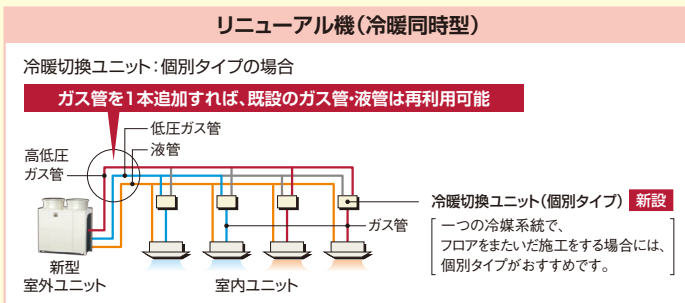 リニューアル機（冷暖同時型）
冷暖切換ユニット：個別タイプの場合
ガス管を1本追加すれば、既設のガス管・液管は再利用可能
低圧ガス管
液管
高低圧
ガス管
冷暖切換ユニット（個別タイプ） 新設
一つの冷媒系統で、
フロアをまたいだ施工をする場合には、
個別タイプがおすすめです。
ガス管
新型
室外ユニット
室内ユニット